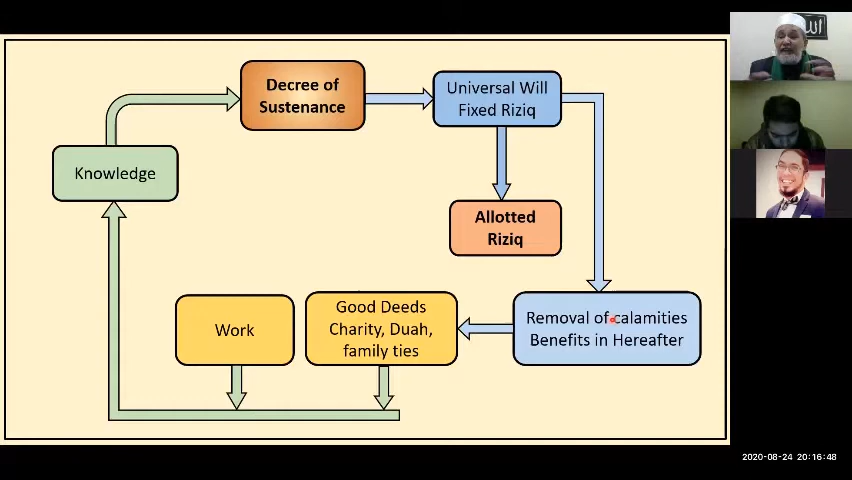 Decree of
Sustenance
Universal Will
Fixed Riziq
Knowledge
Allotted
Riziq
Work
Good Deeds
Charity, Duah,
family ties
Removal of calamities
Benefits in Hereafter
2020-08-24 20:16:48